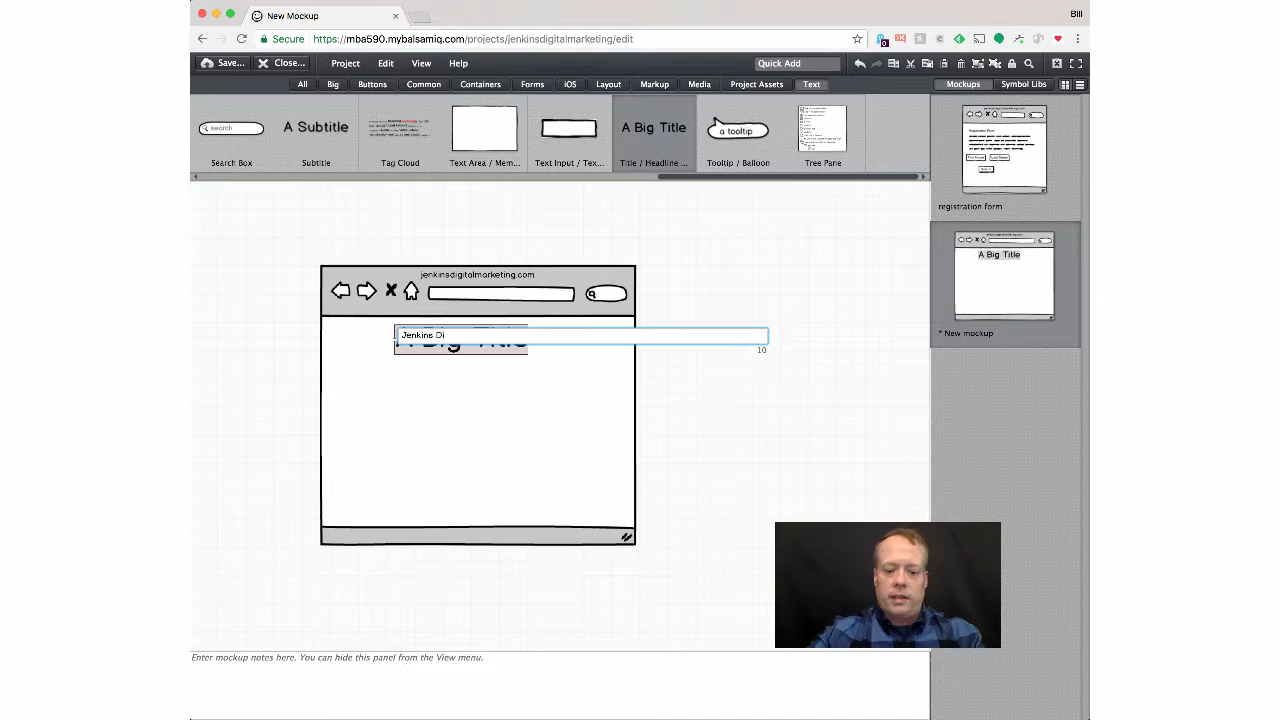 New Mockup
Bill
Secure
https://mba590.mybalsamiq.com/projects/jenkinsdigitalmarketing/edit
Save...
Close...
Project
Edit
View
Help
Quick Add
Mockups
Symbol Libs
All
Big
Buttons
Common
Containers
Forms
iOS
Layout
Markup
Media
Project Assets
Text
search
A Subtitle
A Big Title
a tooltip
Search Box
Subtitle
Tag Cloud
Text Area / Mem...
Text Input / Tex...
Title / Headline ...
Tooltip / Balloon
Tree Pane
registration form
A Big Title
* New mockup
jenkinsdigitalmarketing.com
Jenkins Di
A Big Title
10
Enter mockup notes here. You can hide this panel from the View menu.